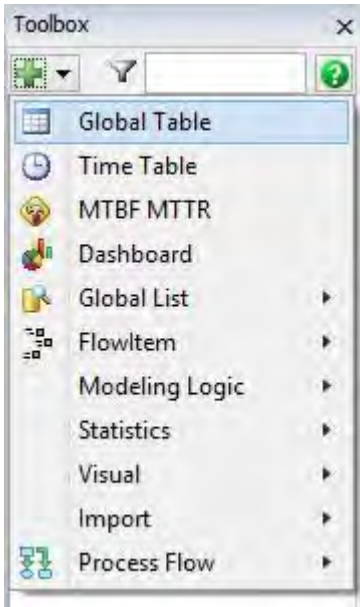 Toolbox
Global Table
Time Table
MTBF MTTR
Dashboard
Global List
FlowItem
Modeling Logic
Statistics
Visual
Import
Process Flow